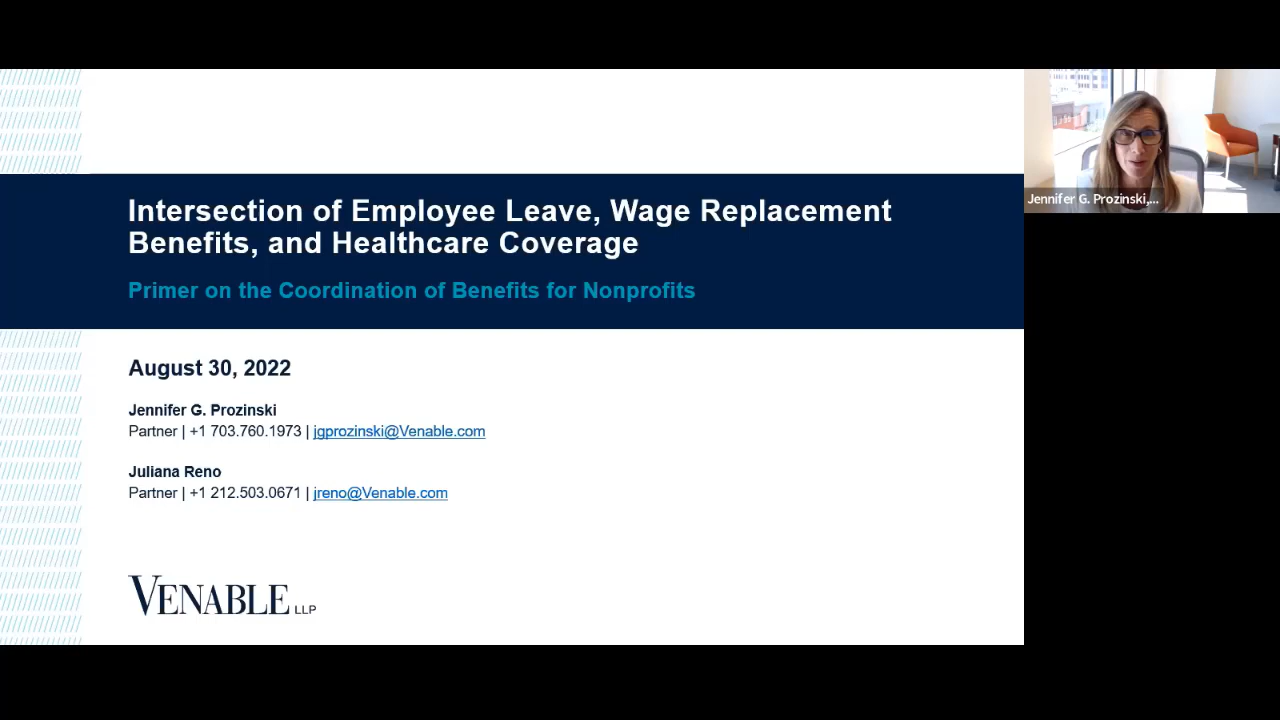 Intersection of Employee Leave, Wage Replacement
Benefits, and Healthcare Coverage
Primer on the Coordination of Benefits for Nonprofits
August 30, 2022
Jennifer G. Prozinski
Partner | +1 703.760.1973 | jgprozinski@Venable.com
Juliana Reno
Partner | +1 212.503.0671 | jreno@Venable.com
VENABLE LLP
Jennifer G. Prozinski,...